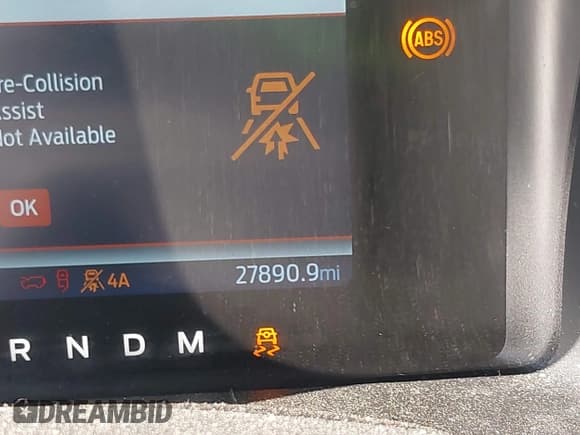 ABS
re-Collision
ssist
ot Available
OK
4A 27890.9mi
R N D M
DREAMBID